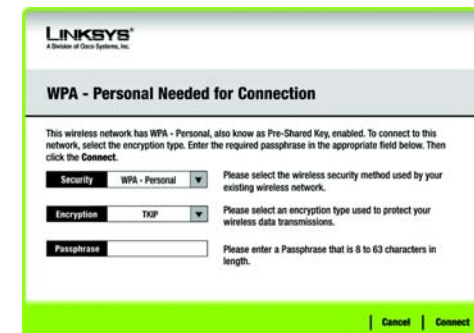 LINKSYS®
A Division of Cisco Systems, Inc.
WPA - Personal Needed for Connection
This wireless network has WPA - Personal, also know as Pre-Shared Key, enabled. To connect to this
network, select the encryption type. Enter the required passphrase in the appropriate field below. Then
click the Connect.
Security WPA - Personal Please select the wireless security method used by your
existing wireless network.
Encryption TKIP Please select an encryption type used to protect your
wireless data transmissions.
Passphrase Please enter a Passphrase that is 8 to 63 characters in
length.
Cancel Connect